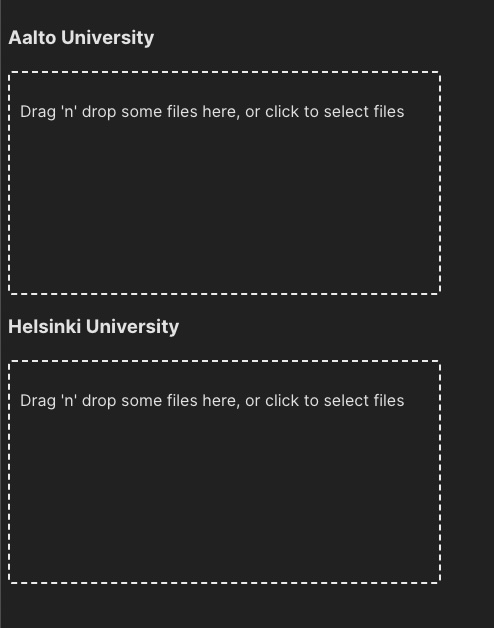 Aalto University
Drag 'n' drop some files here, or click to select files
Helsinki University
Drag 'n' drop some files here, or click to select files